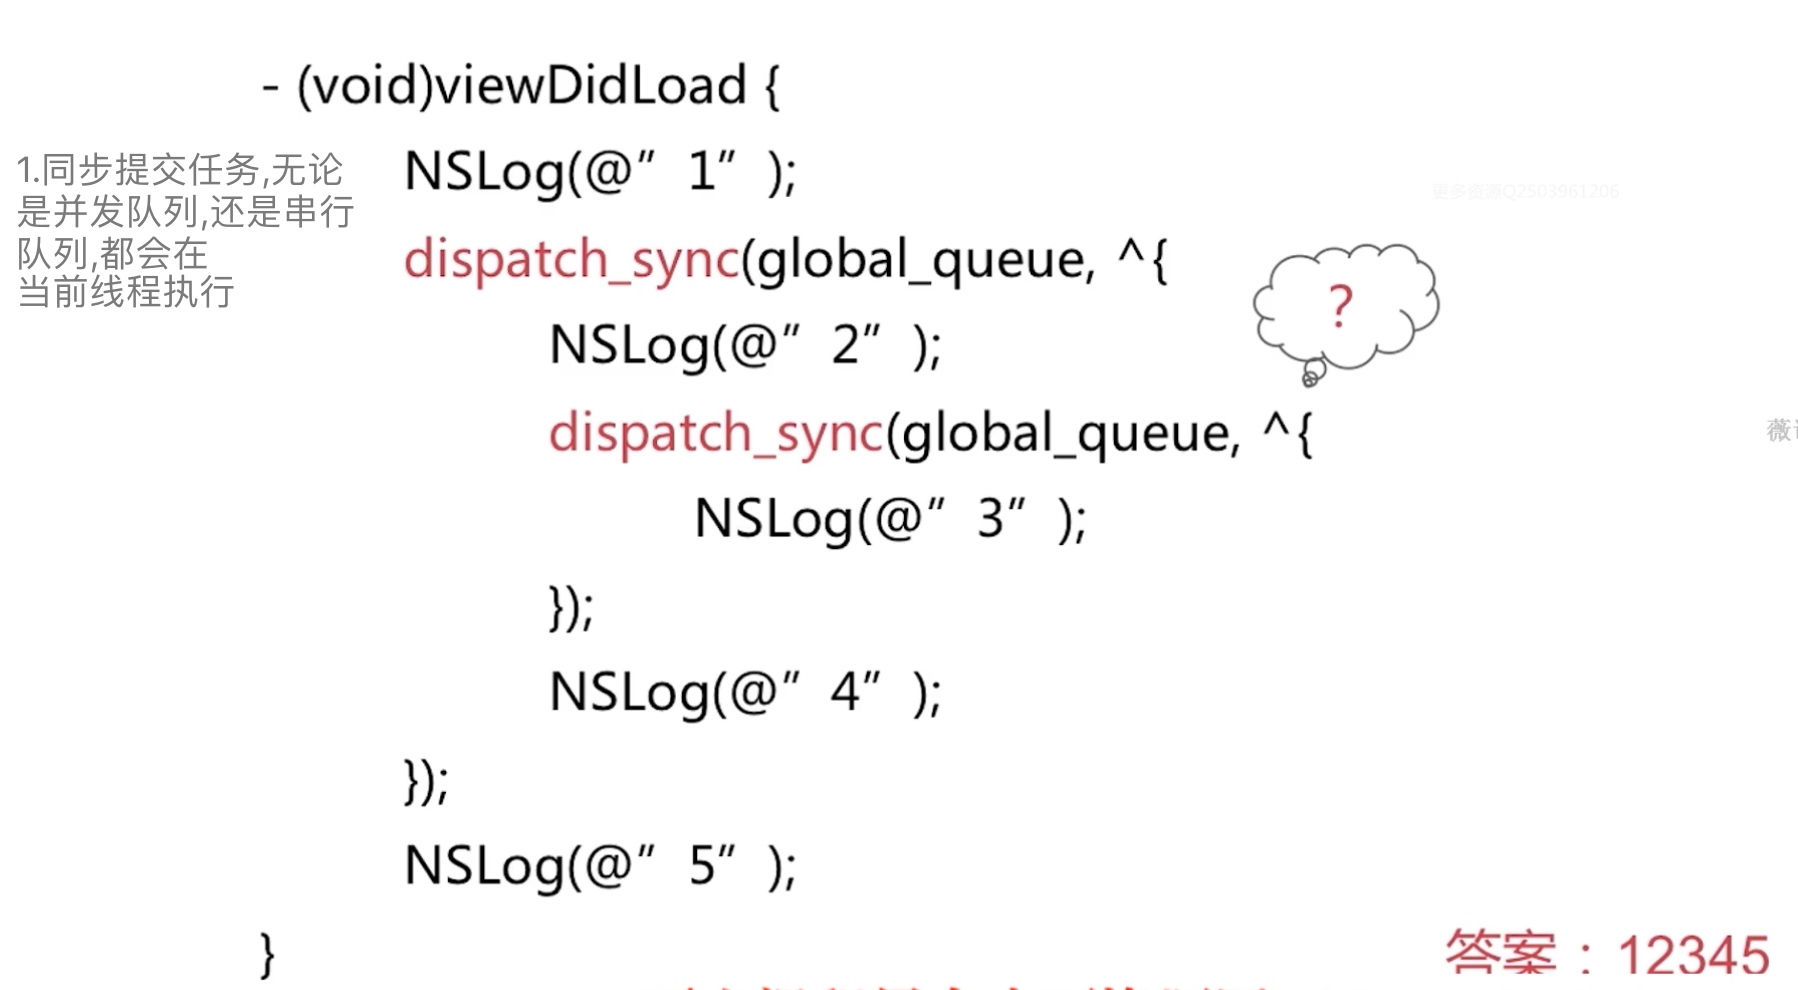 - (void)viewDidLoad {
1.同步提交任务,无论
是并发队列,还是串行
队列,都会在
当前线程执行
NSLog(@" 1" );
更多资源Q2503961206
dispatch_sync(global_queue, ^{
?
NSLog(@" 2" );
dispatch_sync(global_queue, ^{
薇
NSLog(@" 3" );
});
NSLog(@" 4" );
});
NSLog(@" 5" );
}
答案：12345